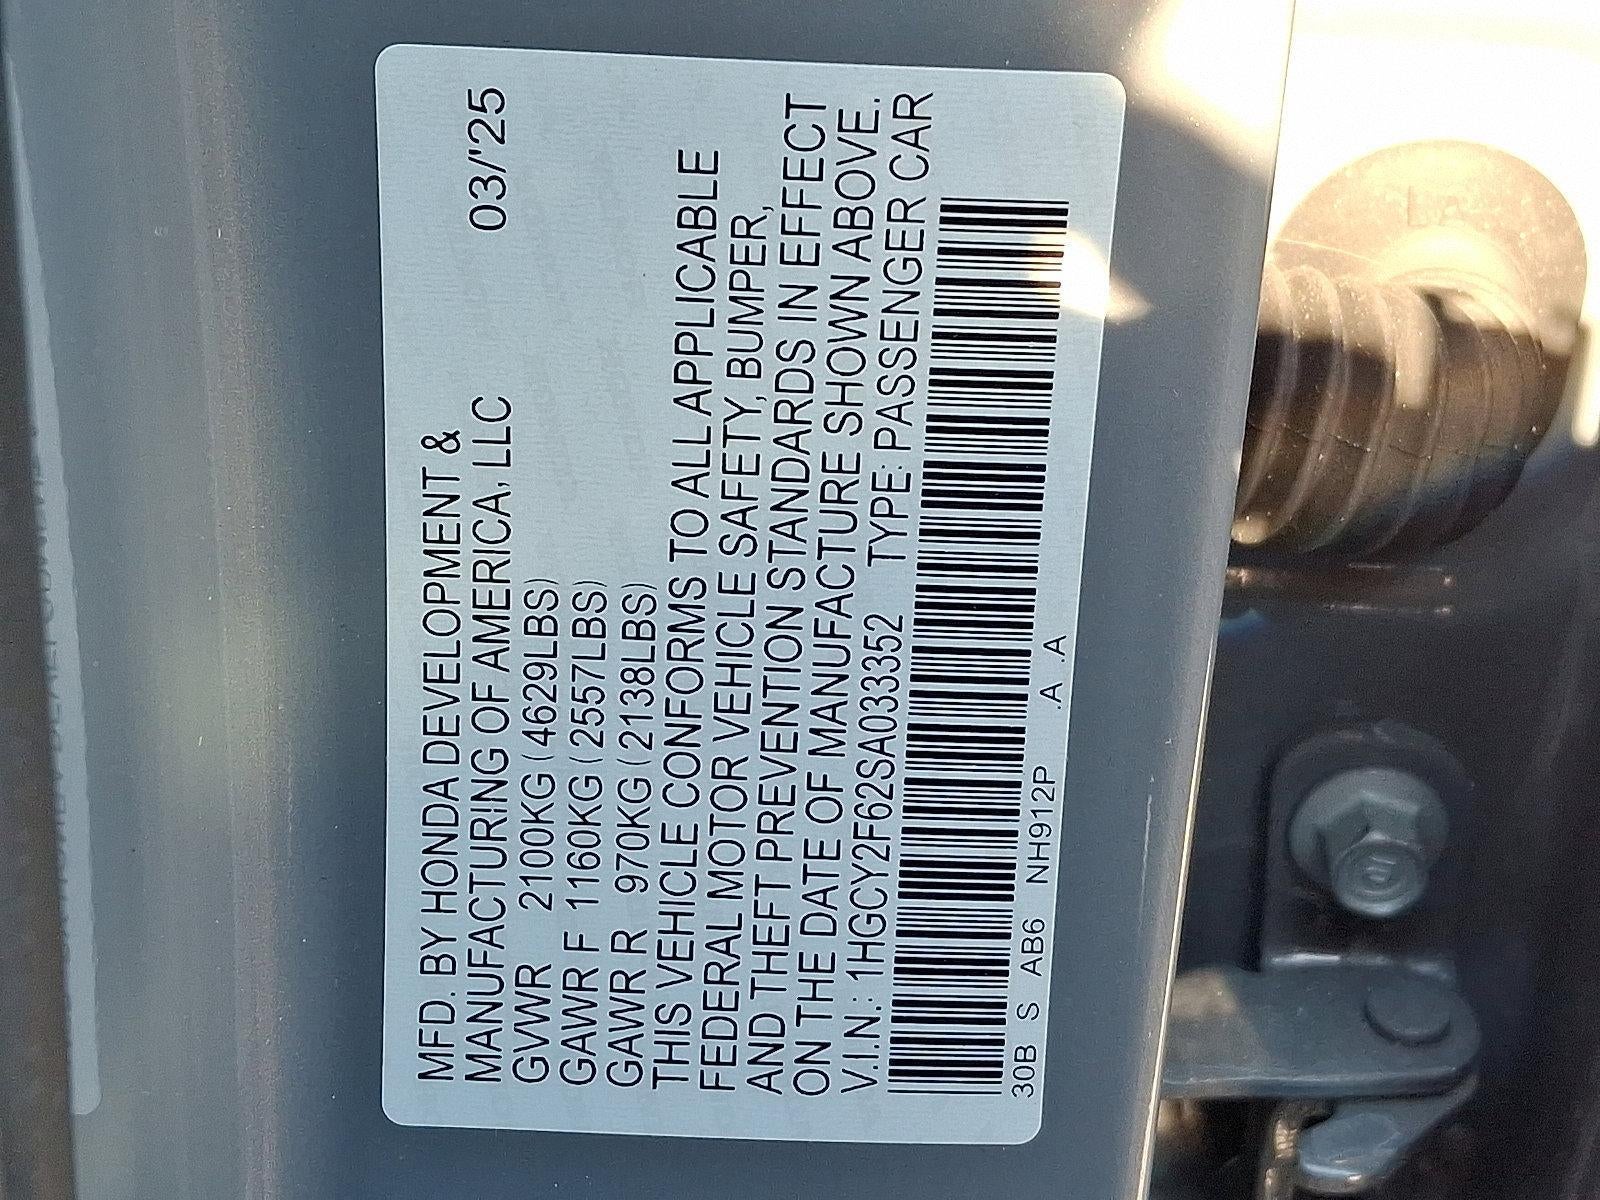 MFD. BY HONDA DEVELOPMENT &
MANUFACTURING OF AMERICA, LLC 03/'25
GVWR 2100KG (4629LBS)
GAWR F 1160KG (2557LBS)
GAWR R 970KG (2138LBS)
THIS VEHICLE CONFORMS TO ALL APPLICABLE
FEDERAL MOTOR VEHICLE SAFETY, BUMPER,
AND THEFT PREVENTION STANDARDS IN EFFECT
ON THE DATE OF MANUFACTURE SHOWN ABOVE.
V.I.N.: 1HGCY2F62SA033352 TYPE: PASSENGER CAR
30B S AB6 NH912P .A .A